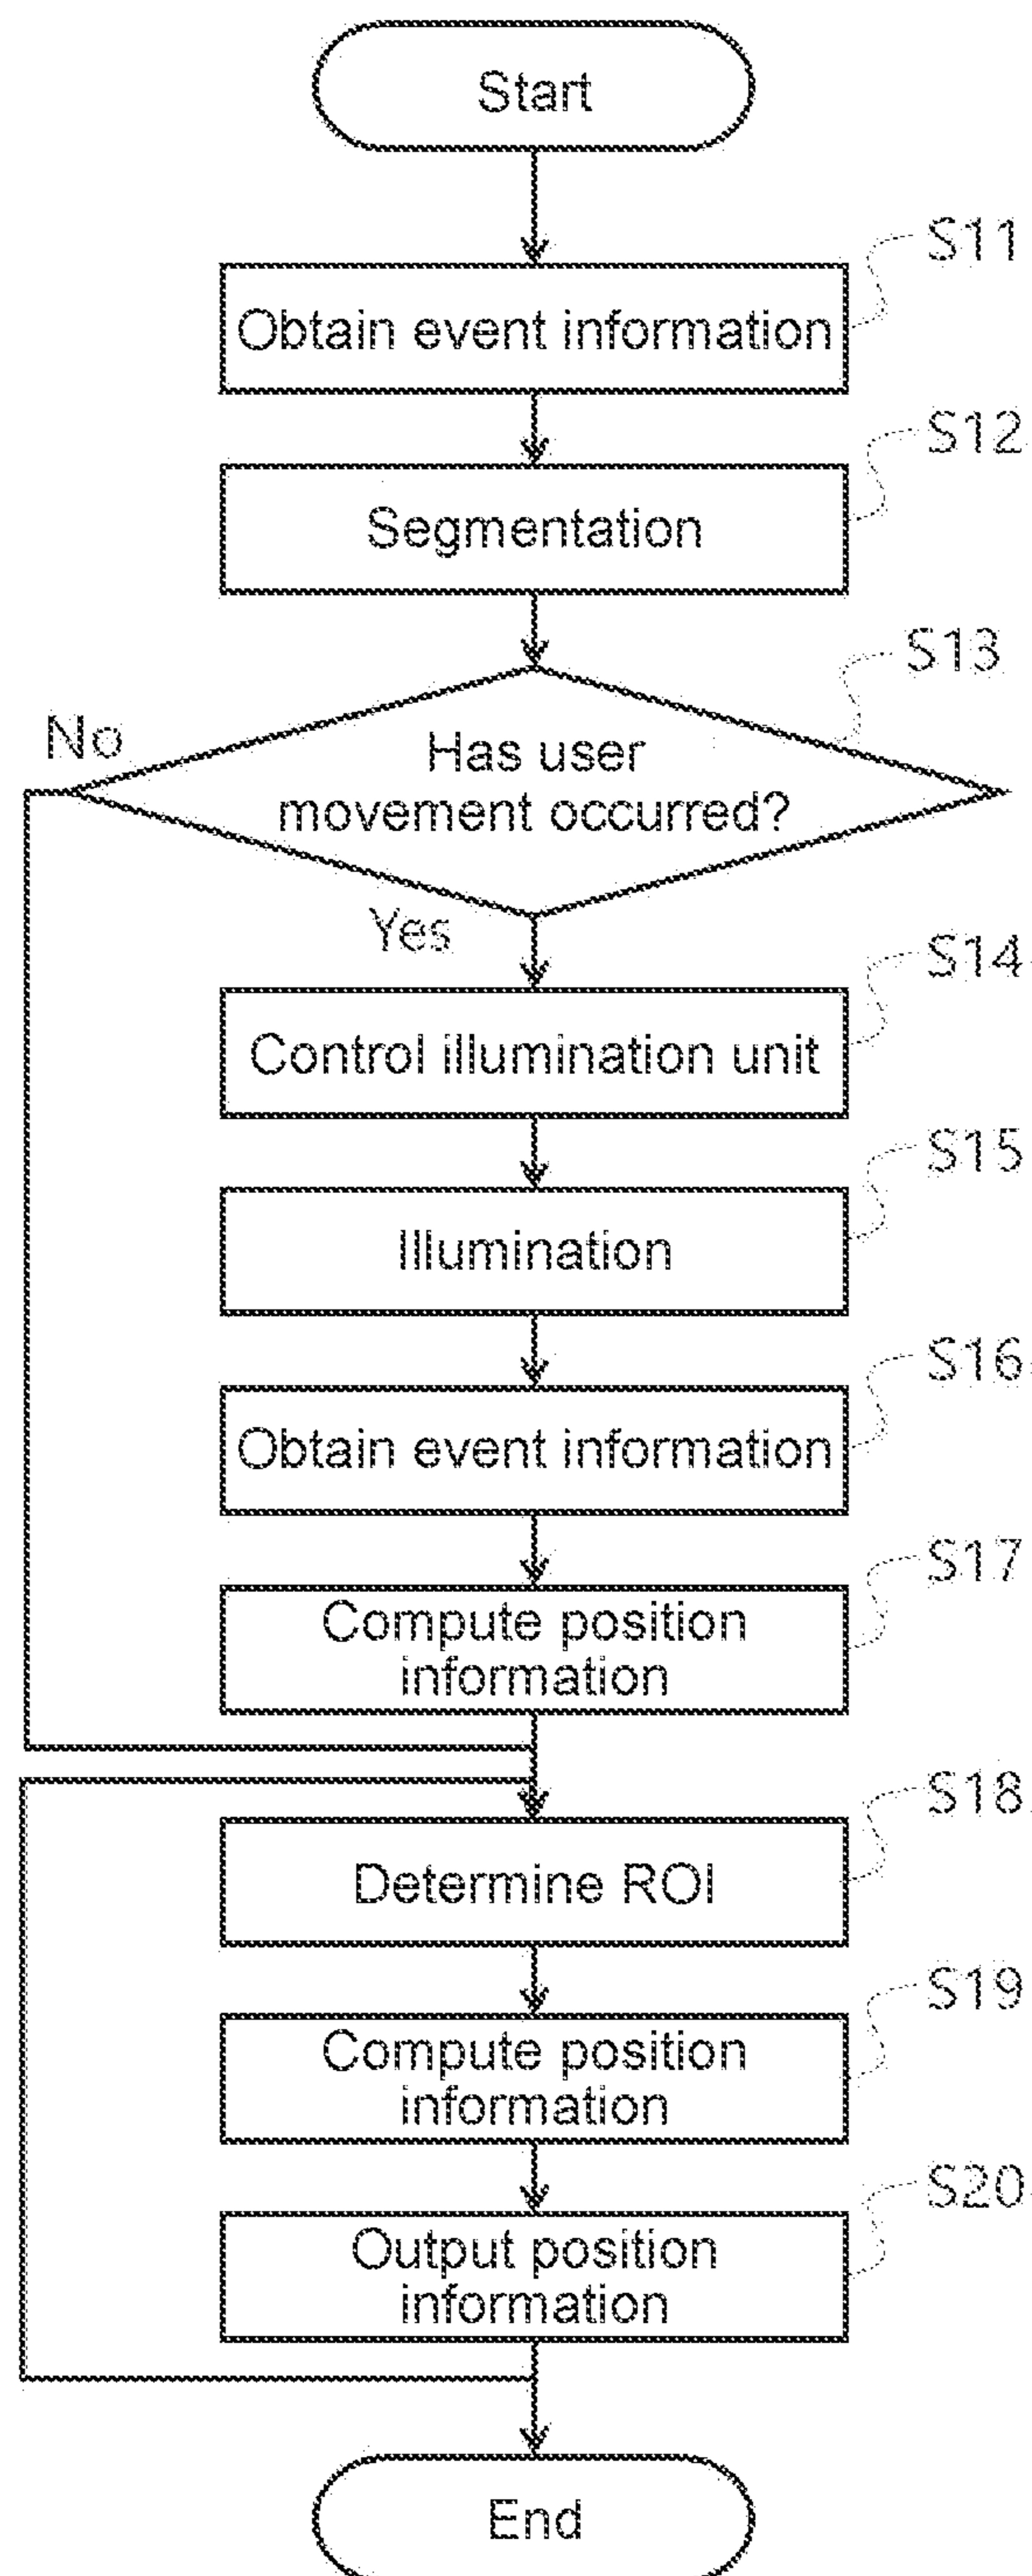 Start
S11
Obtain event information
S12
Segmentation
S13
No
Has user
movement occurred?
Yes
S14
Control illumination unit
S15
Illumination
S16
Obtain event information
S17
Compute position
information
S18
Determine ROI
S19
Compute position
information
S20
Output position
information
End